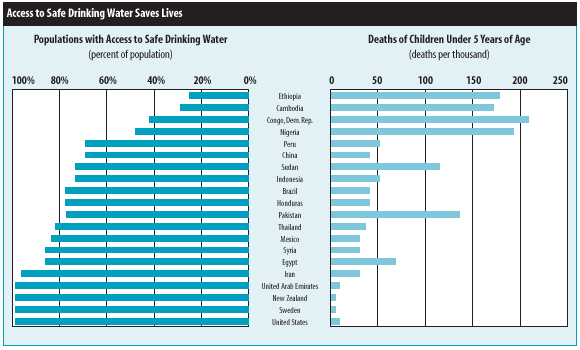 Access to Safe Drinking Water Saves Lives
Populations with Access to Safe Drinking Water
(percent of population)
Deaths of Children Under 5 Years of Age
(deaths per thousand)
100% 80% 60% 40% 20% 0%
0 50 100 150 200 250
Ethiopia
Cambodia
Congo, Dem. Rep.
Nigeria
Peru
China
Sudan
Indonesia
Brazil
Honduras
Pakistan
Thailand
Mexico
Syria
Egypt
Iran
United Arab Emirates
New Zealand
Sweden
United States